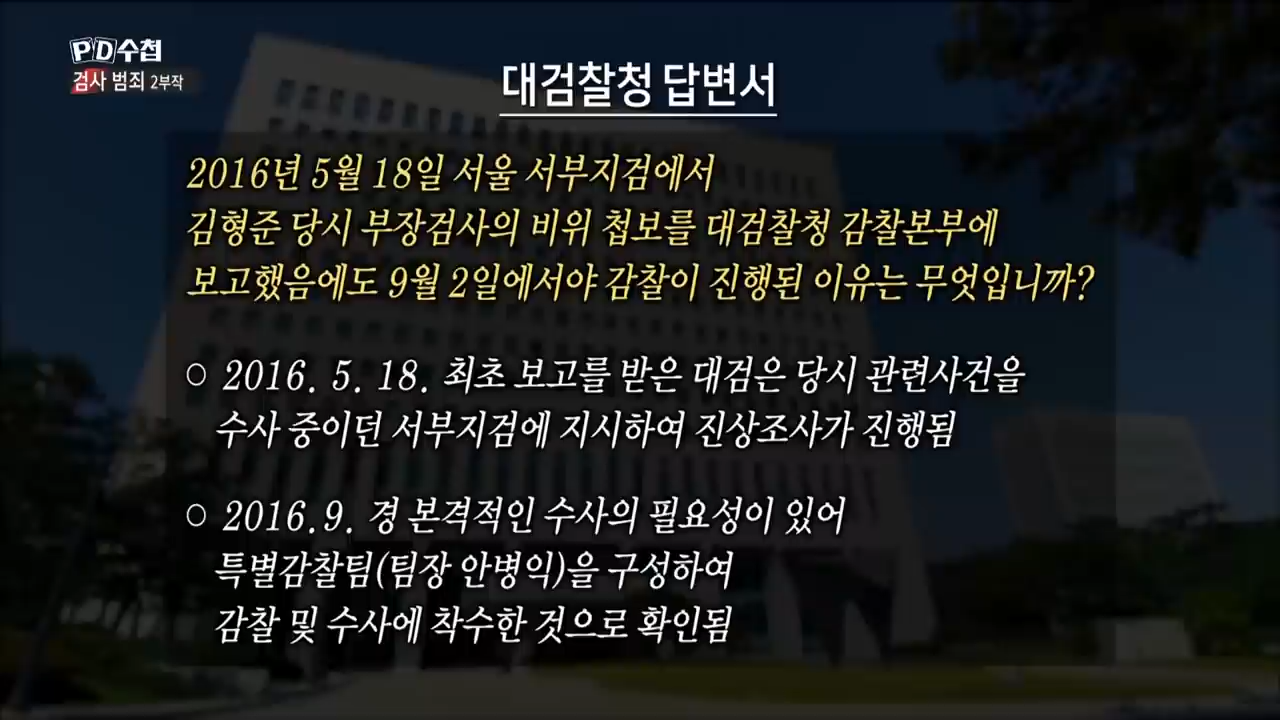 PD수첩
검사 범죄 2부작
대검찰청 답변서
2016년 5월 18일 서울 서부지검에서
김형준 당시 부장검사의 비위 첩보를 대검찰청 감찰본부에
보고했음에도 9월 2일에서야 감찰이 진행된 이유는 무엇입니까?
○ 2016. 5. 18. 최초 보고를 받은 대검은 당시 관련사건을
수사 중이던 서부지검에 지시하여 진상조사가 진행됨
○ 2016.9. 경 본격적인 수사의 필요성이 있어
특별감찰팀(팀장 안병익)을 구성하여
감찰 및 수사에 착수한 것으로 확인됨